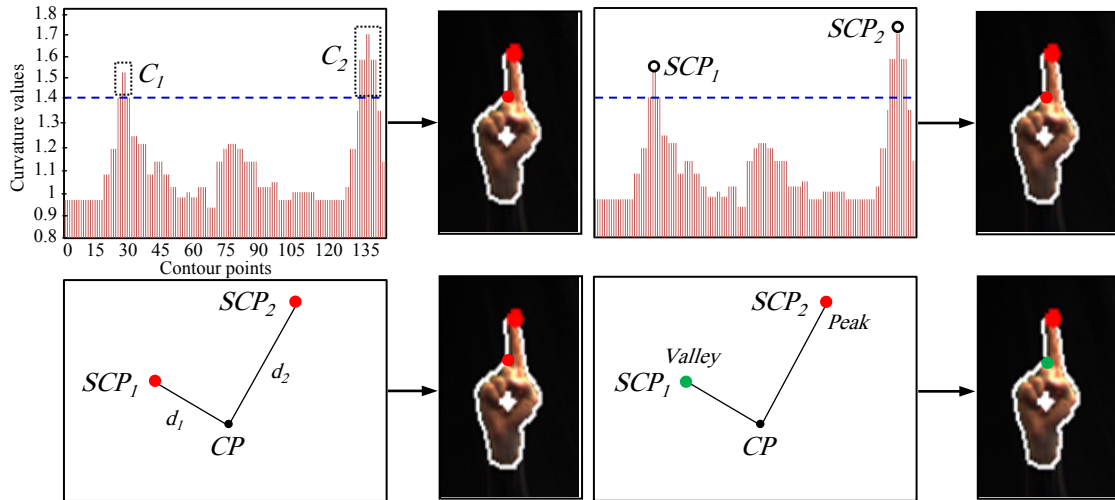 1.8
1.7
1.6
1.5
1.4
1.3
1.2
1.1
1
0.9
0.8
Curvature values
C1
C2
0 15 30 45 60 75 90 105 120 135
Contour points
SCP1
SCP2
SCP2
SCP1
d1
d2
CP
SCP2
Peak
Valley
SCP1
CP